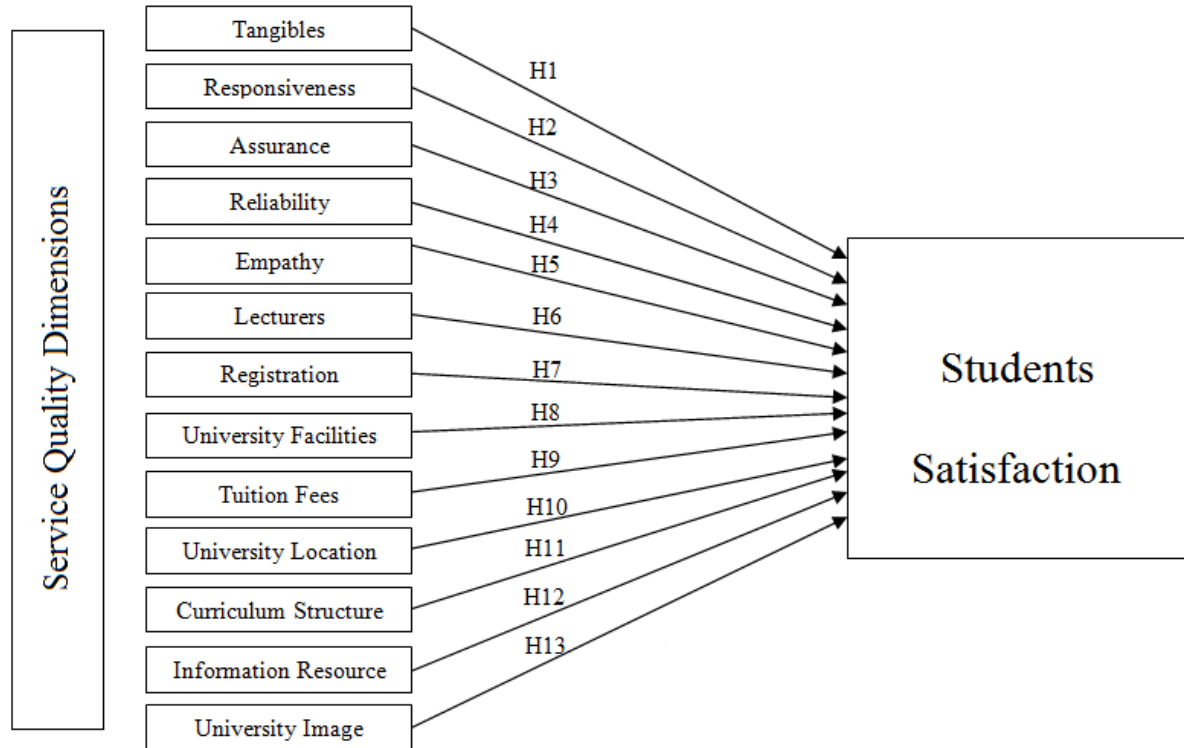 Service Quality Dimensions
Tangibles
Responsiveness
Assurance
Reliability
Empathy
Lecturers
Registration
University Facilities
Tuition Fees
University Location
Curriculum Structure
Information Resource
University Image
H1
H2
H3
H4
H5
H6
H7
H8
H9
H10
H11
H12
H13
Students
Satisfaction